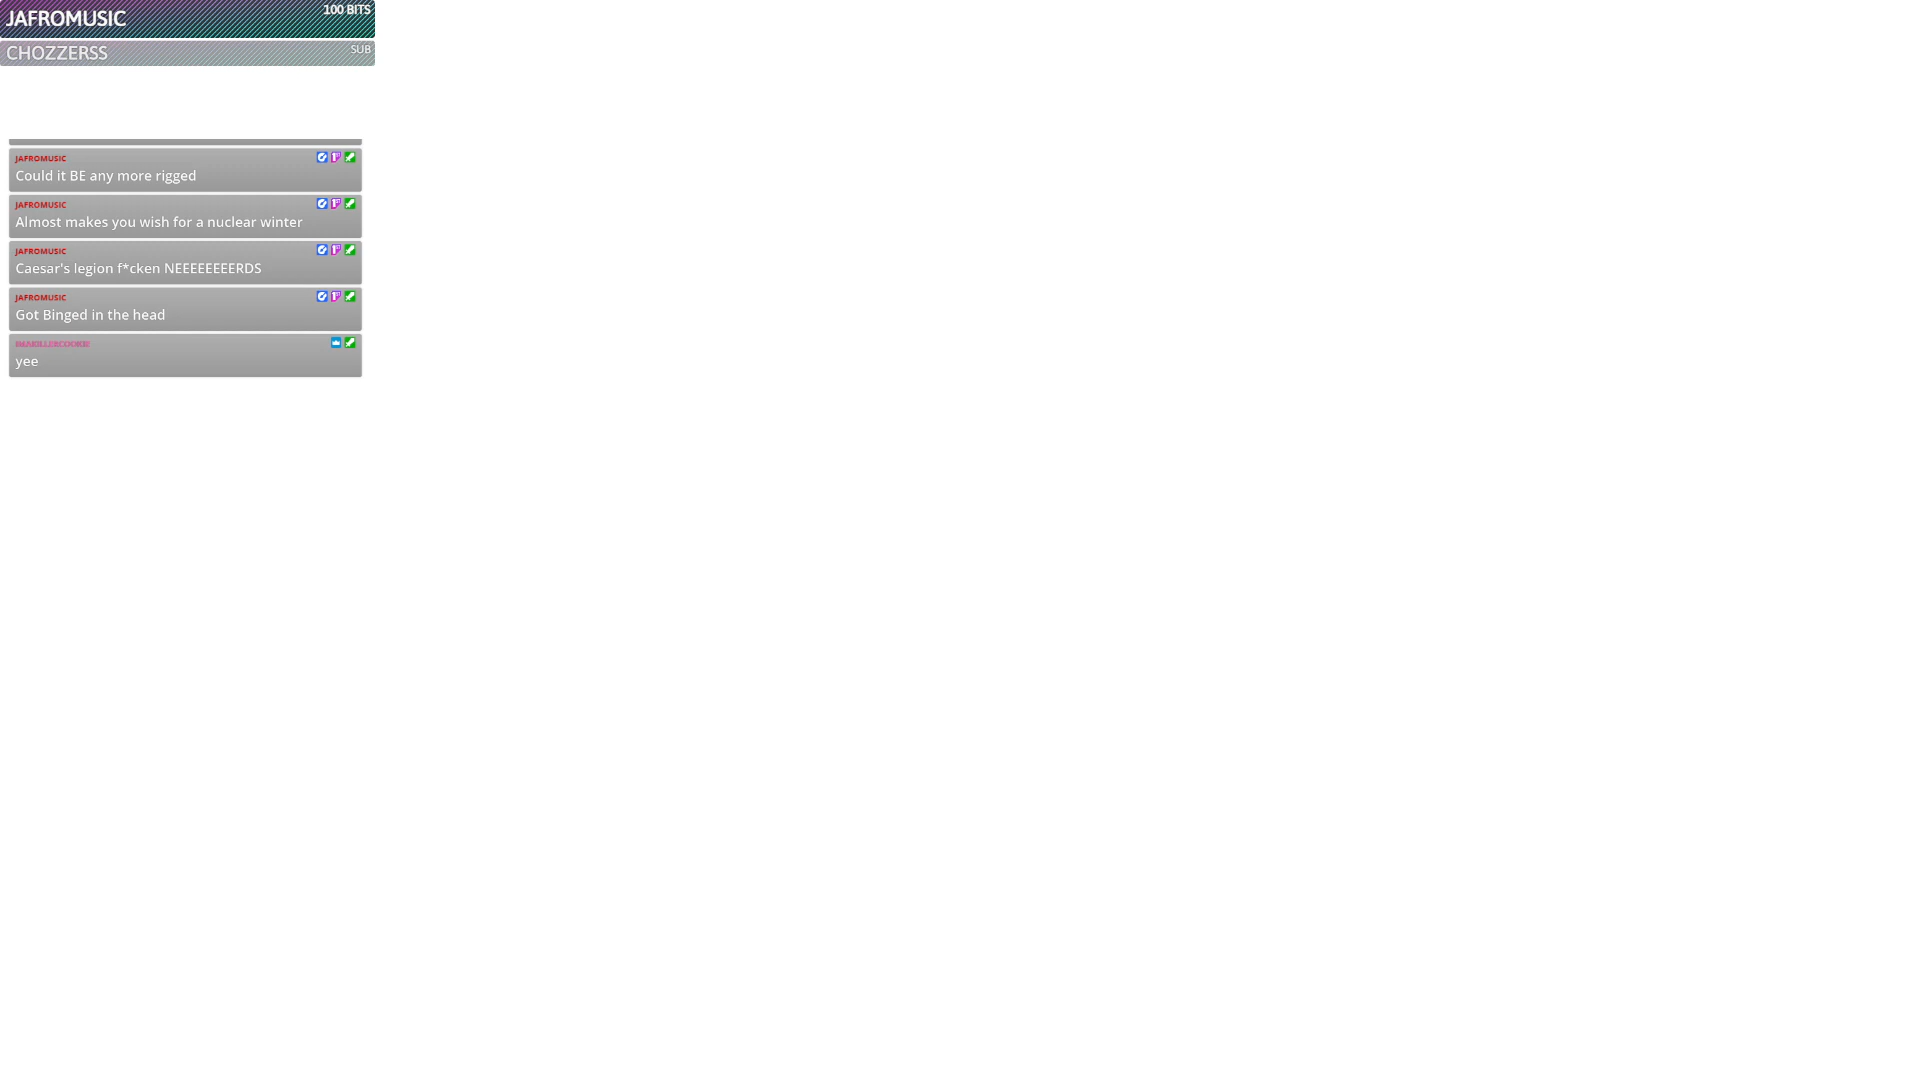 JAFROMUSIC
100 BITS
CHOZZERSS
SUB
JAFROMUSIC
Could it BE any more rigged
JAFROMUSIC
Almost makes you wish for a nuclear winter
JAFROMUSIC
Caesar's legion f*cken NEEEEEEEERDS
JAFROMUSIC
Got Binged in the head
yee